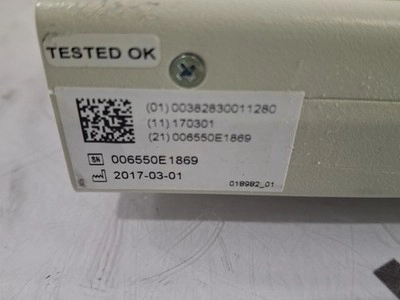 TESTED OK
(01) 00382830011280
(11) 170301
(21) 006550E1869
SN 006550E1869
2017-03-01
018982_01